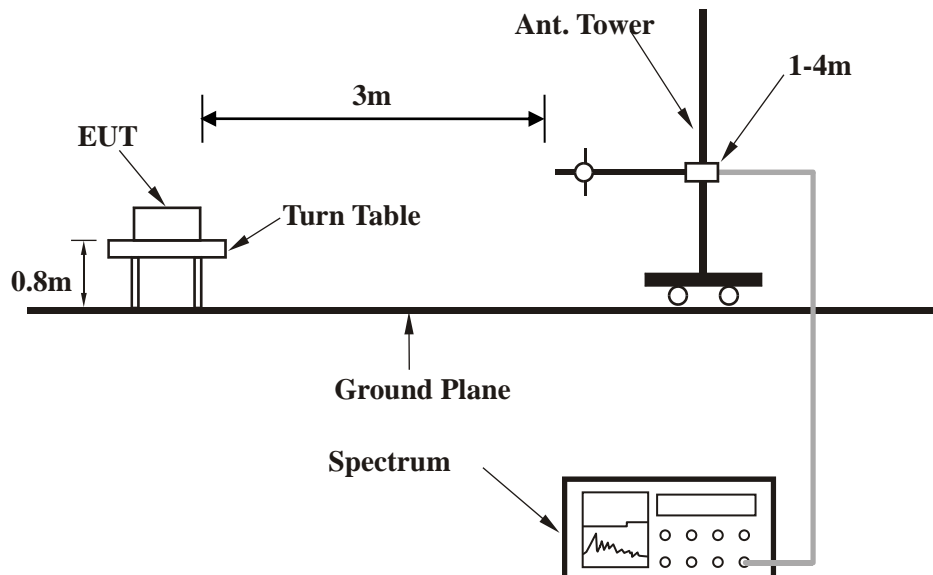 Ant. Tower
1-4m
3m
EUT
Turn Table
0.8m
Ground Plane
Spectrum